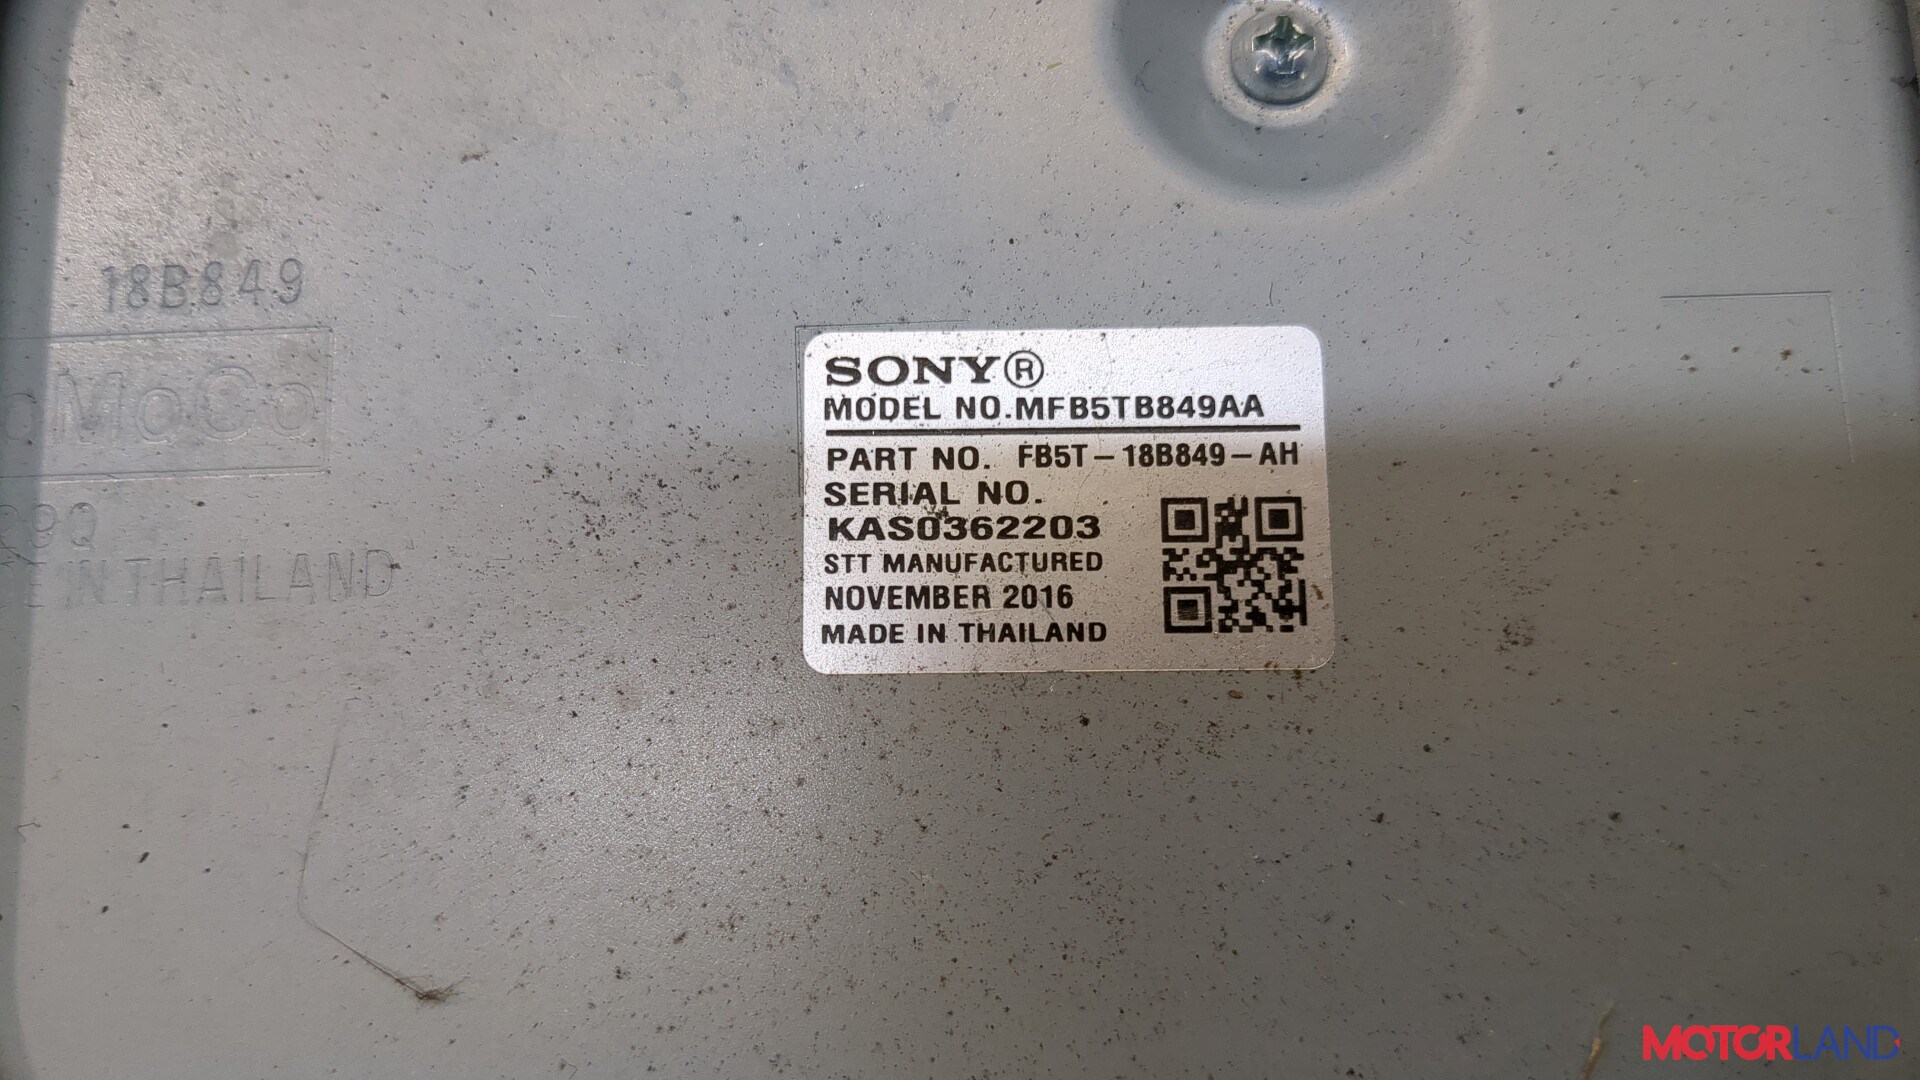 18B849
oMoCo
IN THAILAND
SONY®
MODEL NO.MFB5TB849AA
PART NO. FB5T-18B849-AH
SERIAL NO.
KAS0362203
STT MANUFACTURED
NOVEMBER 2016
MADE IN THAILAND
MOTORLAND